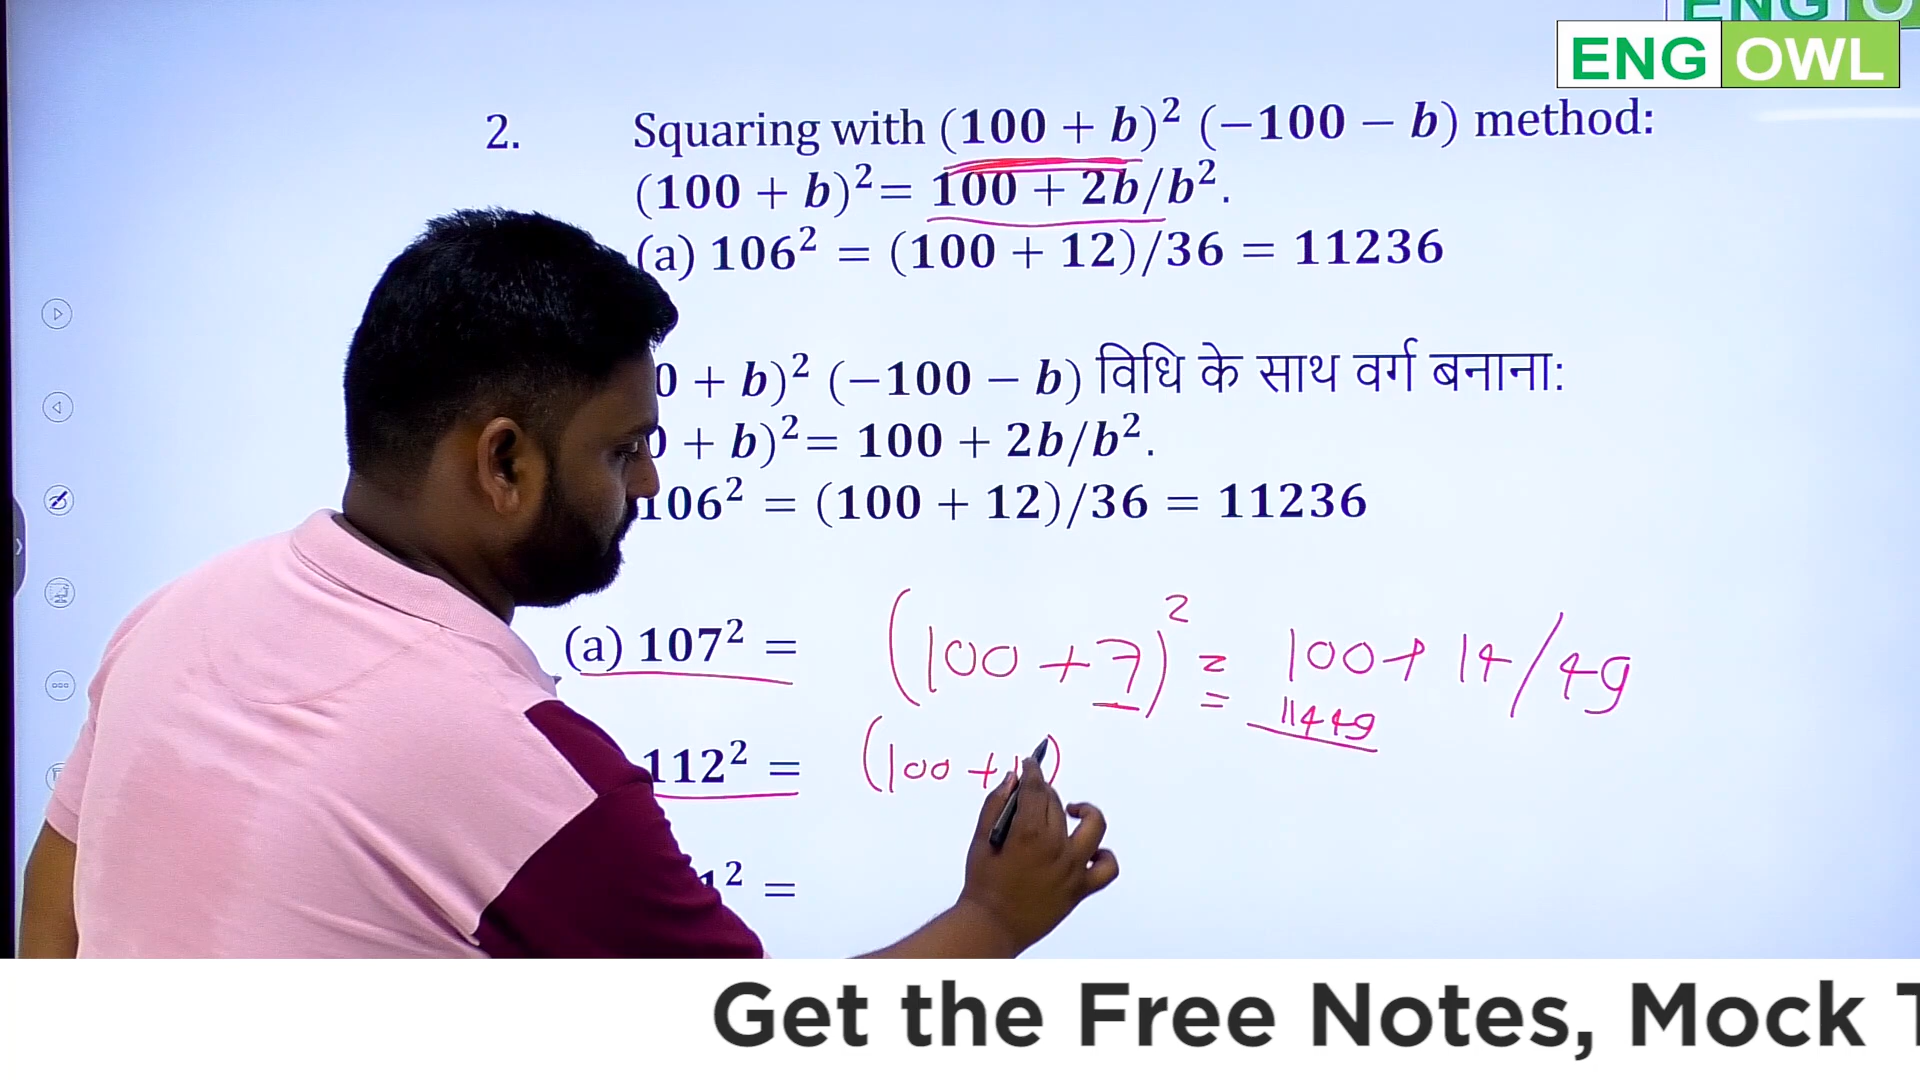 ENG O
ENG OWL
2. Squaring with (100 + b)² (−100 − b) method:
(100 + b)²= 100 + 2b/b².
(a) 106² = (100 + 12)/36 = 11236
0 + b)² (−100 − b) विधि के साथ वर्ग बनाना:
+ b)²= 100 + 2b/b².
106² = (100 + 12)/36 = 11236
(a) 107² = (100 + 7)² = 100 + 14/49
= 11449
112² = (100 + )
² =
Get the Free Notes, Mock T